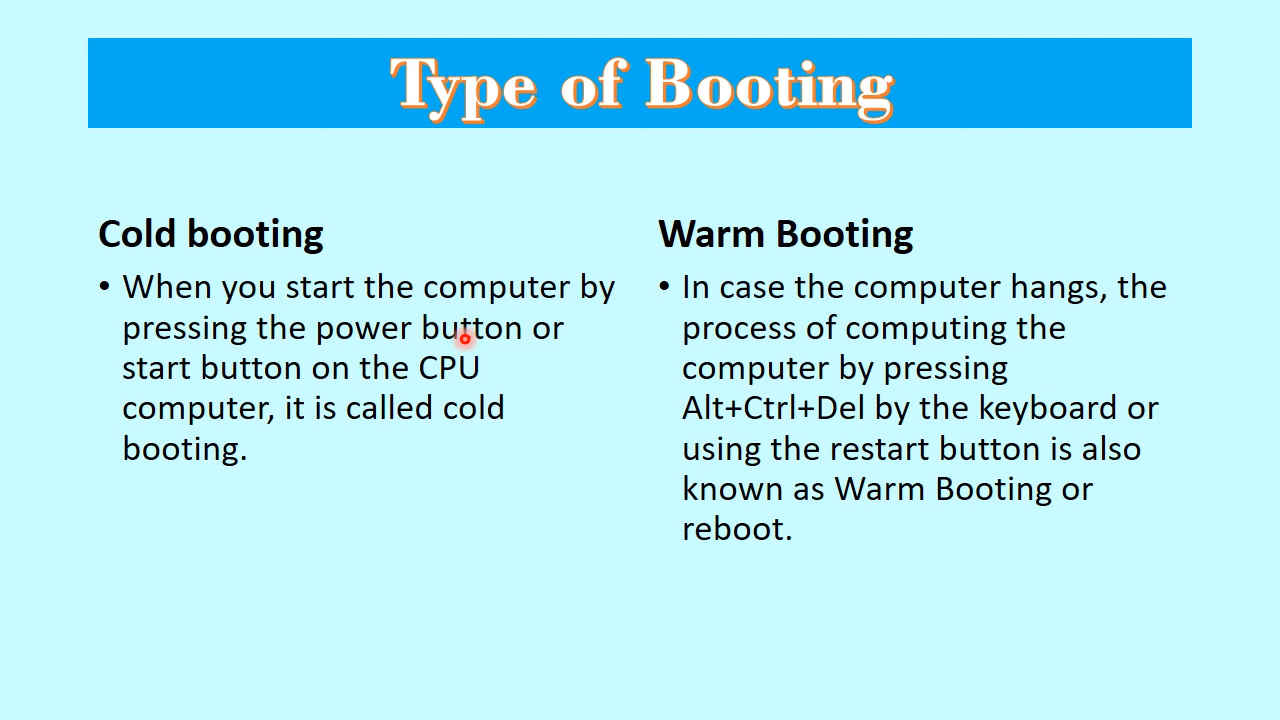 Type of Booting
Cold booting
• When you start the computer by
pressing the power button or
start button on the CPU
computer, it is called cold
booting.
Warm Booting
• In case the computer hangs, the
process of computing the
computer by pressing
Alt+Ctrl+Del by the keyboard or
using the restart button is also
known as Warm Booting or
reboot.